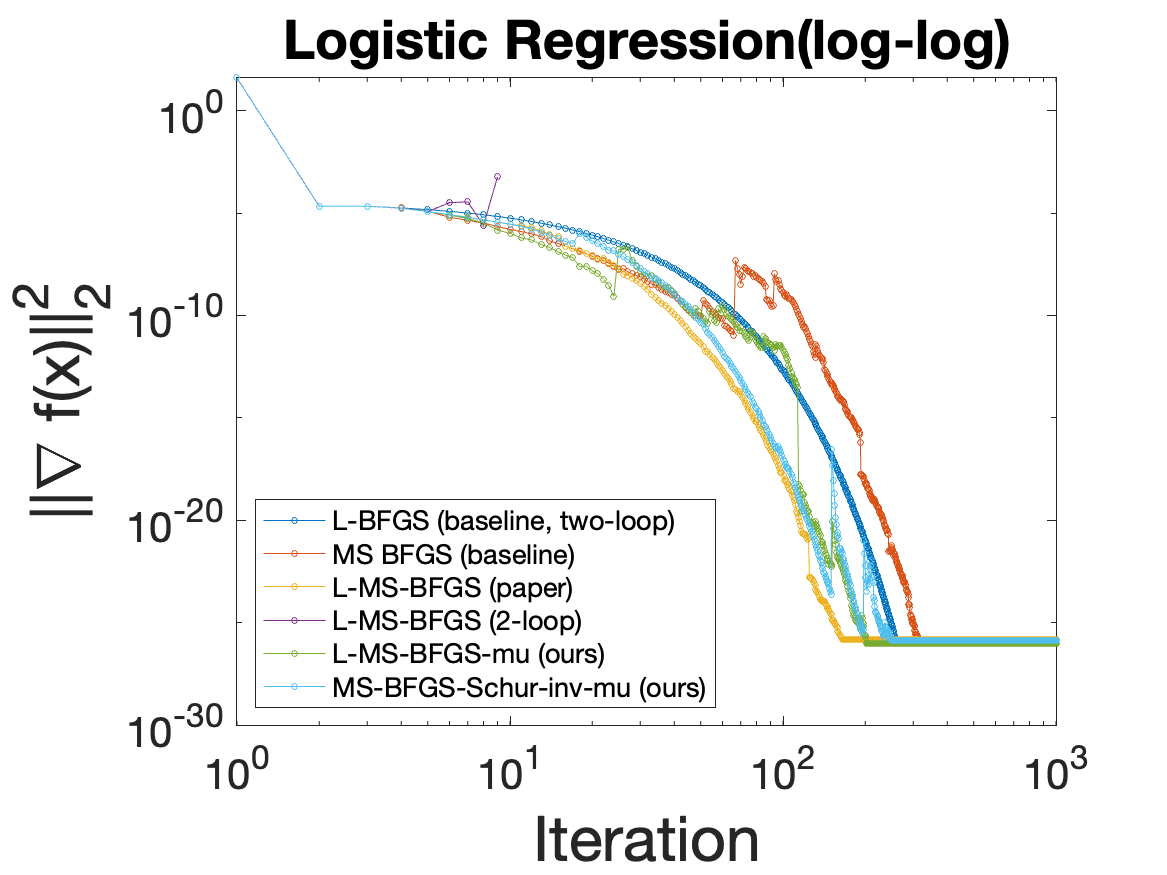 Logistic Regression(log-log)
10^0
10^-10
10^-20
10^-30
||∇ f(x)||_2^2
L-BFGS (baseline, two-loop)
MS BFGS (baseline)
L-MS-BFGS (paper)
L-MS-BFGS (2-loop)
L-MS-BFGS-mu (ours)
MS-BFGS-Schur-inv-mu (ours)
10^0 10^1 10^2 10^3
Iteration